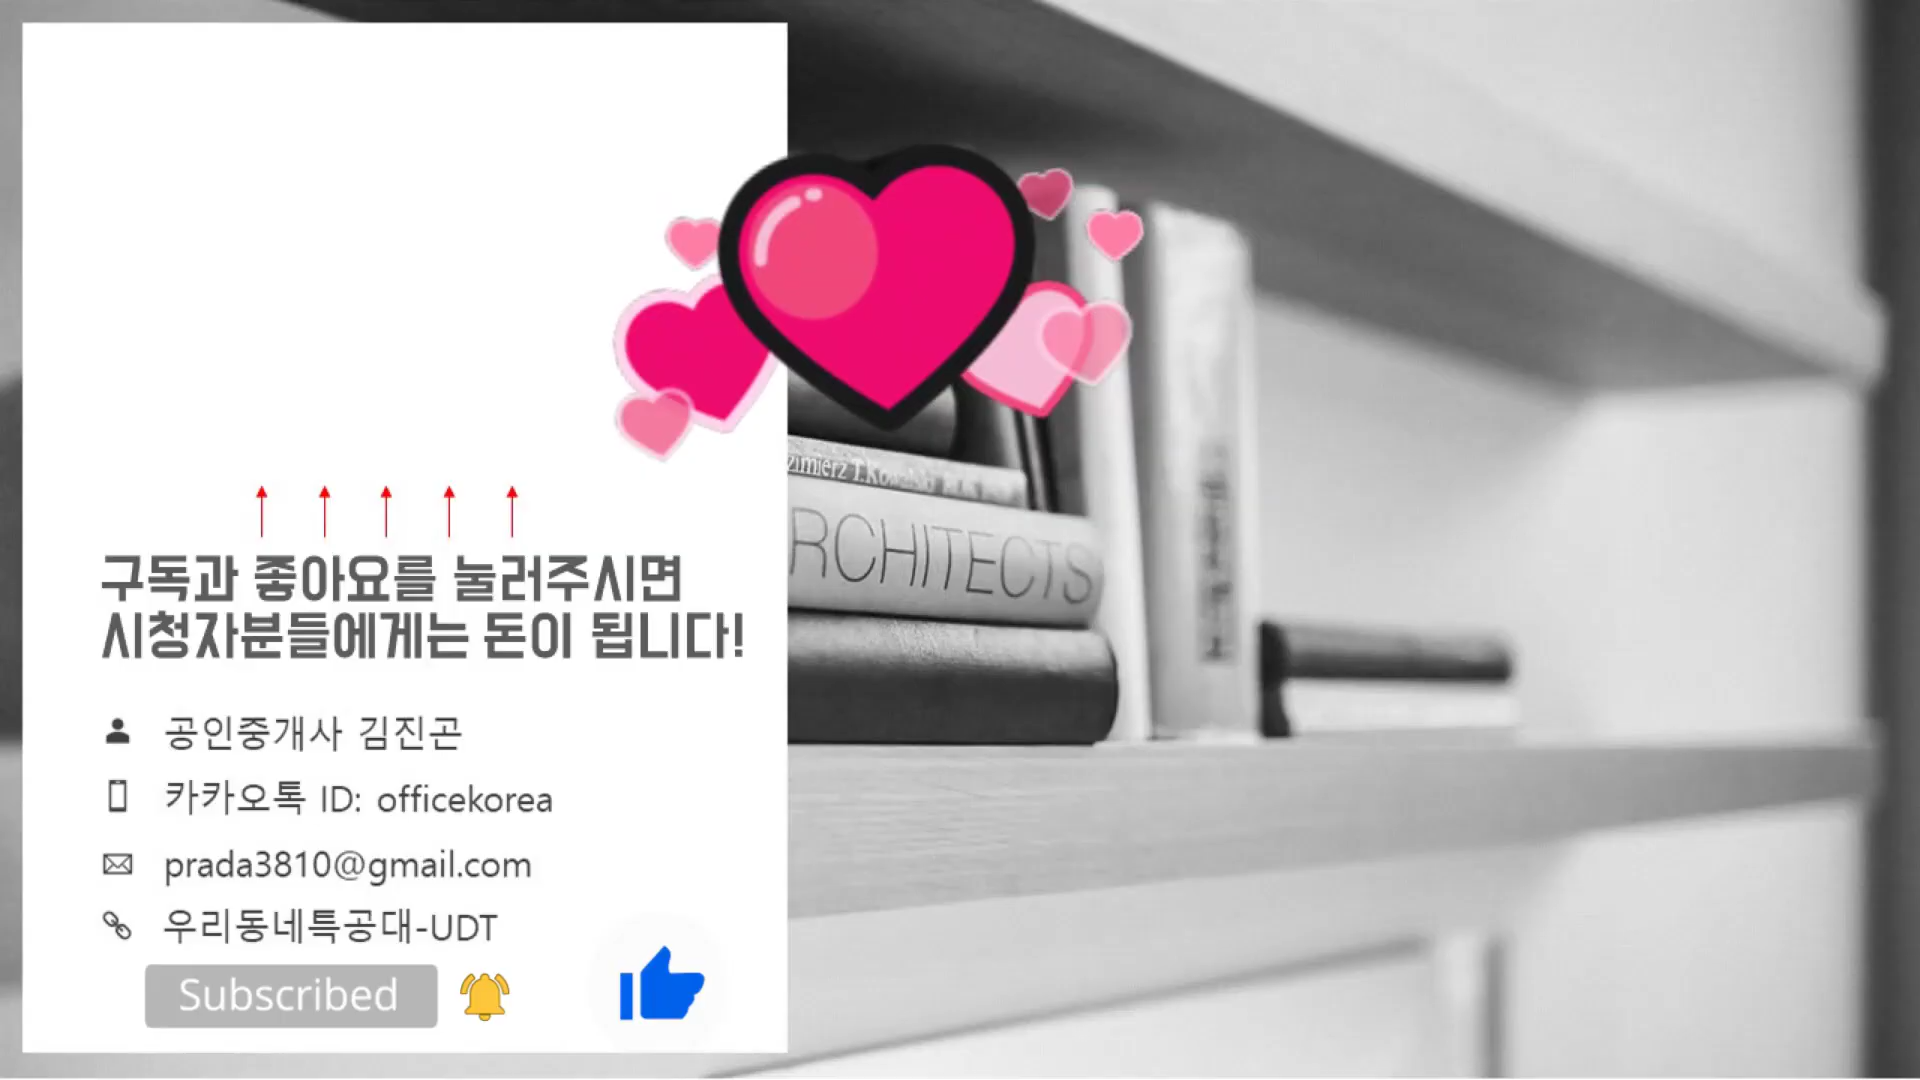 구독과 좋아요를 눌러주시면
시청자분들에게는 돈이 됩니다!
공인중개사 김진곤
카카오톡 ID: officekorea
prada3810@gmail.com
우리동네특공대-UDT
Subscribed
zimierz T.Kowalski
RCHITECTS